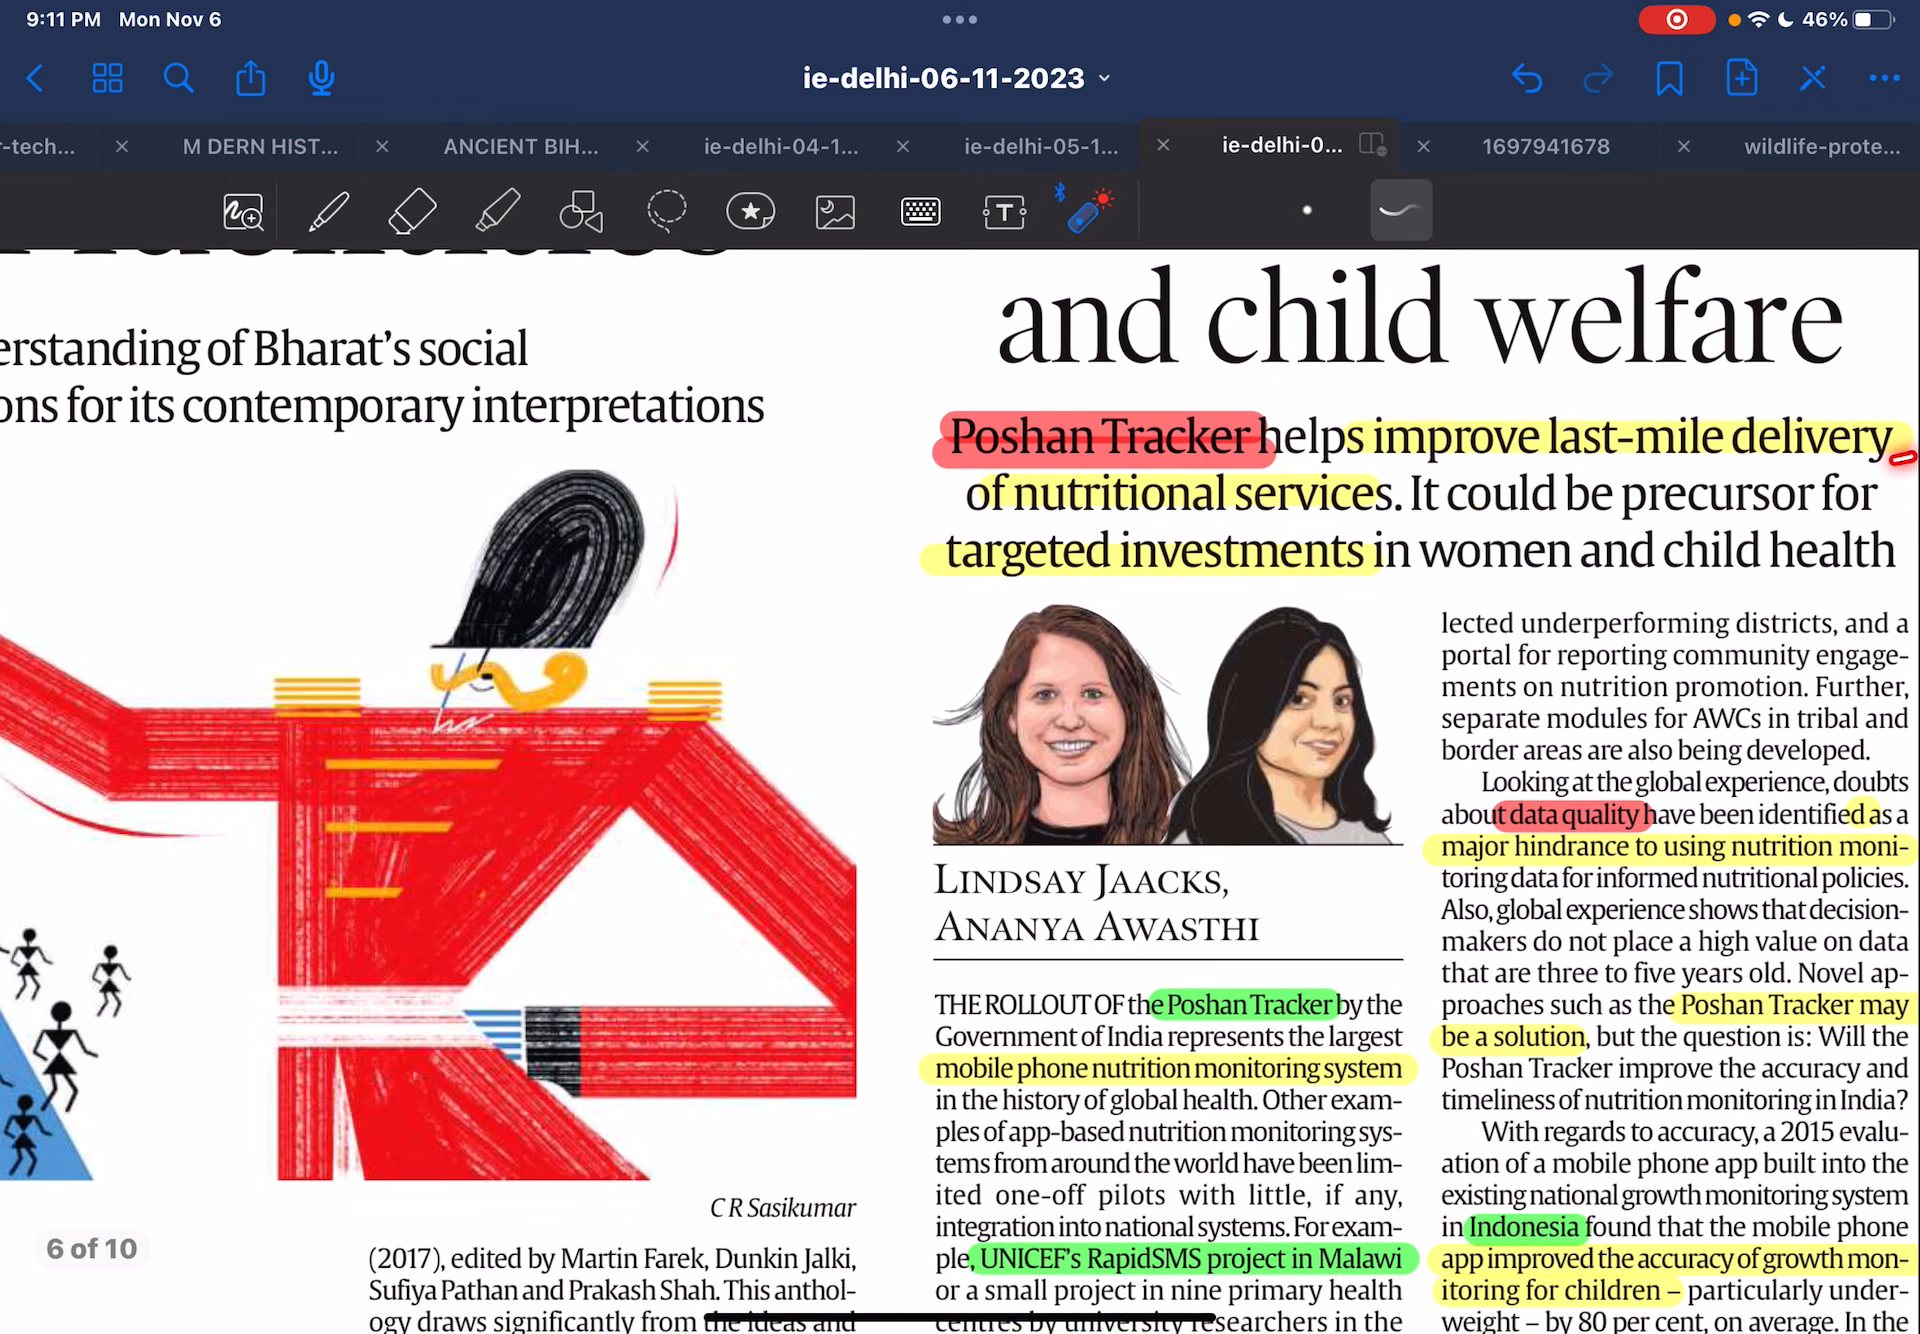 9:11 PM Mon Nov 6
46%
ie-delhi-06-11-2023
-tech...
M DERN HIST...
ANCIENT BIH...
ie-delhi-04-1...
ie-delhi-05-1...
ie-delhi-0...
1697941678
wildlife-prote...
erstanding of Bharat's social
ons for its contemporary interpretations
C R Sasikumar
6 of 10
(2017), edited by Martin Farek, Dunkin Jalki,
Sufiya Pathan and Prakash Shah. This anthol-
ogy draws significantly from the ideas and
and child welfare
Poshan Tracker helps improve last-mile delivery
of nutritional services. It could be precursor for
targeted investments in women and child health
LINDSAY JAACKS,
ANANYA AWASTHI
THE ROLLOUT OF the Poshan Tracker by the
Government of India represents the largest
mobile phone nutrition monitoring system
in the history of global health. Other exam-
ples of app-based nutrition monitoring sys-
tems from around the world have been lim-
ited one-off pilots with little, if any,
integration into national systems. For exam-
ple, UNICEF's RapidSMS project in Malawi
or a small project in nine primary health
centres by university researchers in the
lected underperforming districts, and a
portal for reporting community engage-
ments on nutrition promotion. Further,
separate modules for AWCs in tribal and
border areas are also being developed.
Looking at the global experience, doubts
about data quality have been identified as a
major hindrance to using nutrition moni-
toring data for informed nutritional policies.
Also, global experience shows that decision-
makers do not place a high value on data
that are three to five years old. Novel ap-
proaches such as the Poshan Tracker may
be a solution, but the question is: Will the
Poshan Tracker improve the accuracy and
timeliness of nutrition monitoring in India?
With regards to accuracy, a 2015 evalu-
ation of a mobile phone app built into the
existing national growth monitoring system
in Indonesia found that the mobile phone
app improved the accuracy of growth mon-
itoring for children – particularly under-
weight – by 80 per cent, on average. In the